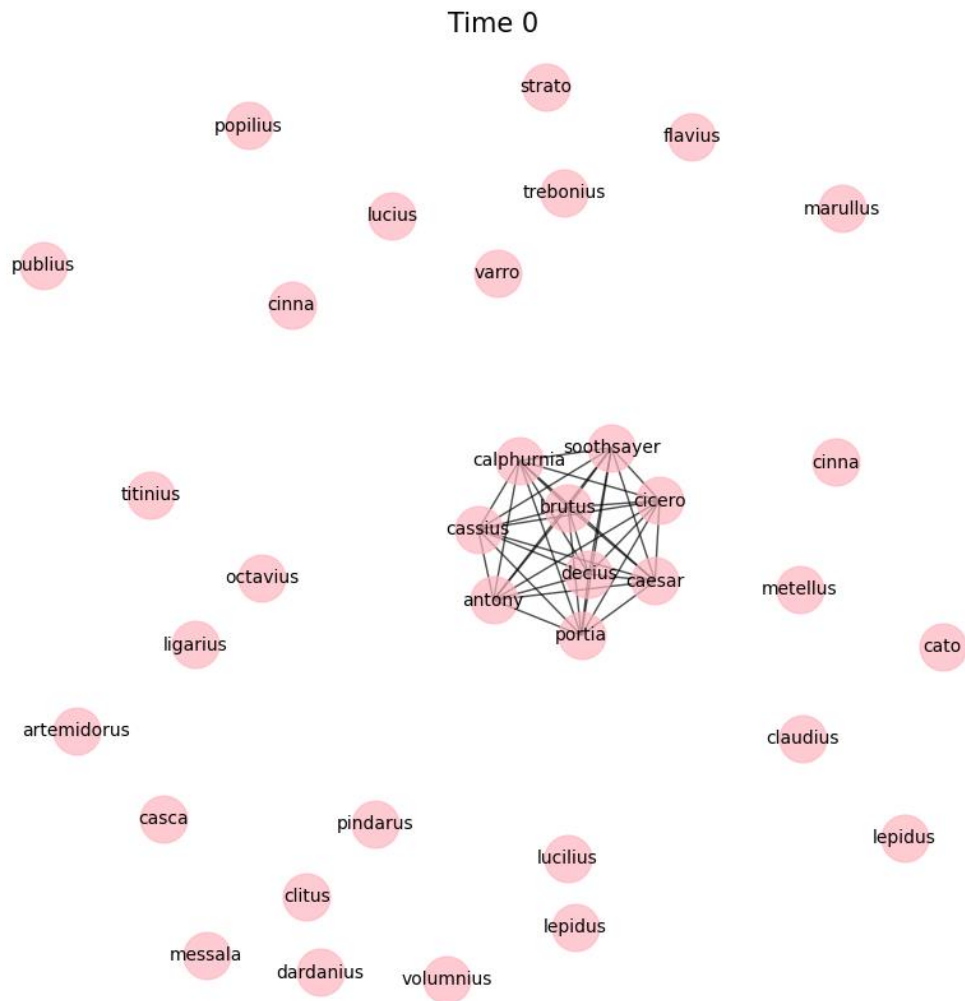 Time 0
strato
popilius
flavius
trebonius
marullus
lucius
publius
varro
cinna
soothsayer
calphurnia
cinna
titinius
cicero
brutus
cassius
decius
octavius
caesar
metellus
antony
portia
ligarius
cato
artemidorus
claudius
casca
pindarus
lepidus
lucilius
clitus
lepidus
messala
dardanius
volumnius